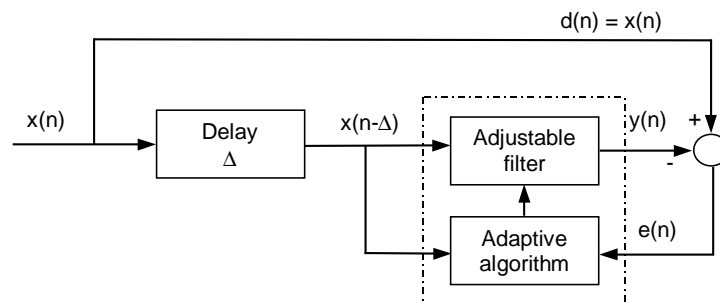 d(n) = x(n)
x(n)
Delay
Δ
x(n-Δ)
Adjustable
filter
y(n)
+
-
Adaptive
algorithm
e(n)